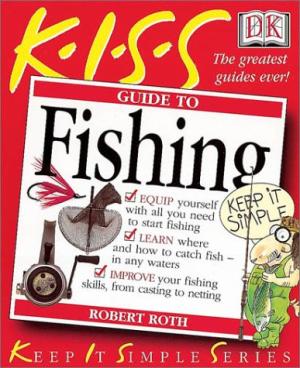 K·I·S·S
DK
The greatest
guides ever!
GUIDE TO
Fishing
EQUIP yourself
with all you need
to start fishing
LEARN where
and how to catch fish –
in any waters
IMPROVE your fishing
skills, from casting to netting
KEEP IT
SIMPLE
ROBERT ROTH
KEEP IT SIMPLE SERIES